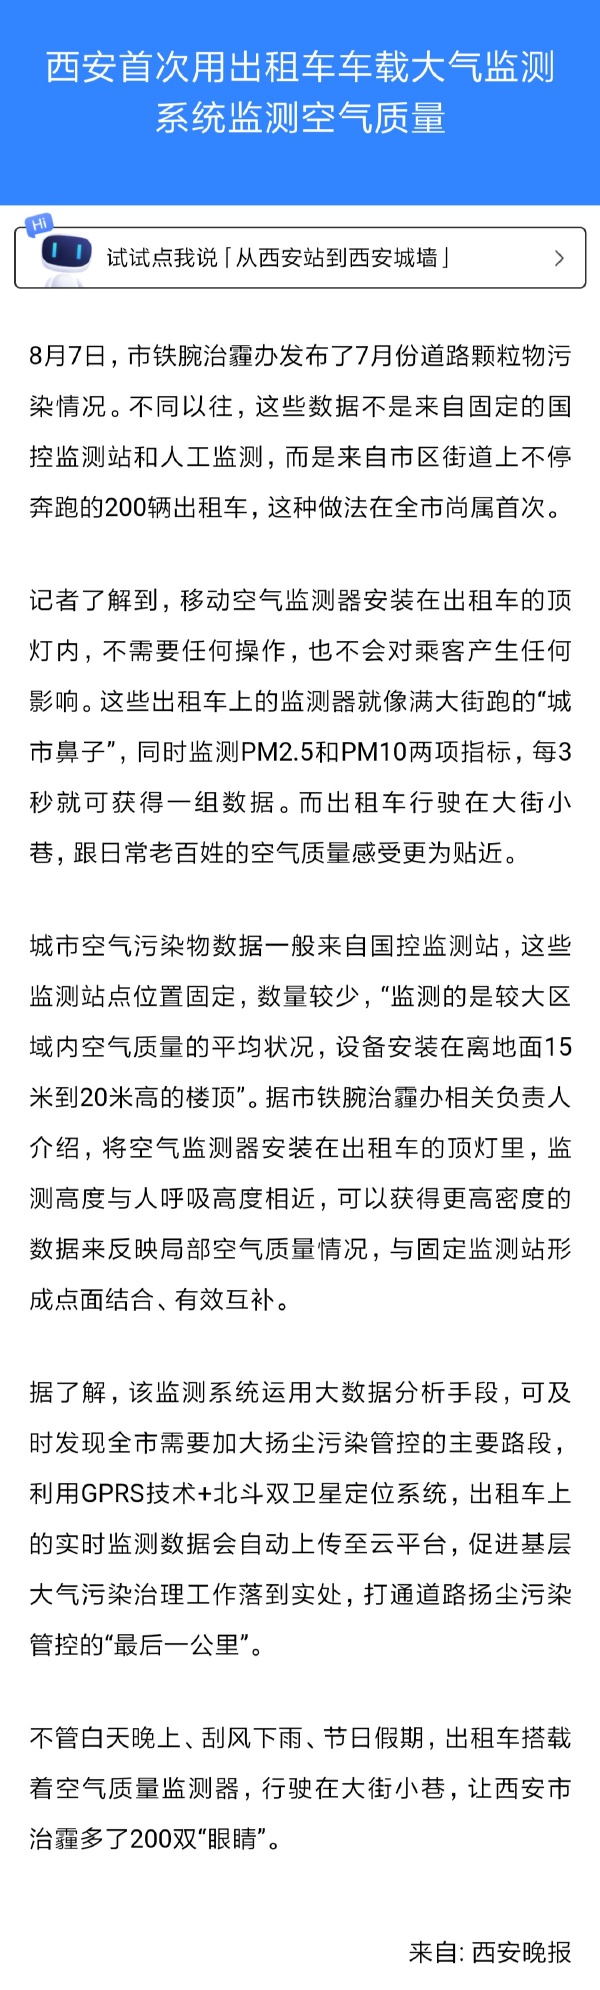 西安首次用出租车车载大气监测
系统监测空气质量
Hi
试试点我说「从西安站到西安城墙」
8月7日，市铁腕治霾办发布了7月份道路颗粒物污
染情况。不同以往，这些数据不是来自固定的国
控监测站和人工监测，而是来自市区街道上不停
奔跑的200辆出租车，这种做法在全市尚属首次。
记者了解到，移动空气监测器安装在出租车的顶
灯内，不需要任何操作，也不会对乘客产生任何
影响。这些出租车上的监测器就像满大街跑的“城
市鼻子”，同时监测PM2.5和PM10两项指标，每3
秒就可获得一组数据。而出租车行驶在大街小
巷，跟日常老百姓的空气质量感受更为贴近。
城市空气污染物数据一般来自国控监测站，这些
监测站点位置固定，数量较少，“监测的是较大区
域内空气质量的平均状况，设备安装在离地面15
米到20米高的楼顶”。据市铁腕治霾办相关负责人
介绍，将空气监测器安装在出租车的顶灯里，监
测高度与人呼吸高度相近，可以获得更高密度的
数据来反映局部空气质量情况，与固定监测站形
成点面结合、有效互补。
据了解，该监测系统运用大数据分析手段，可及
时发现全市需要加大扬尘污染管控的主要路段，
利用GPRS技术+北斗双卫星定位系统，出租车上
的实时监测数据会自动上传至云平台，促进基层
大气污染治理工作落到实处，打通道路扬尘污染
管控的“最后一公里”。
不管白天晚上、刮风下雨、节日假期，出租车搭载
着空气质量监测器，行驶在大街小巷，让西安市
治霾多了200双“眼睛”。
来自: 西安晚报